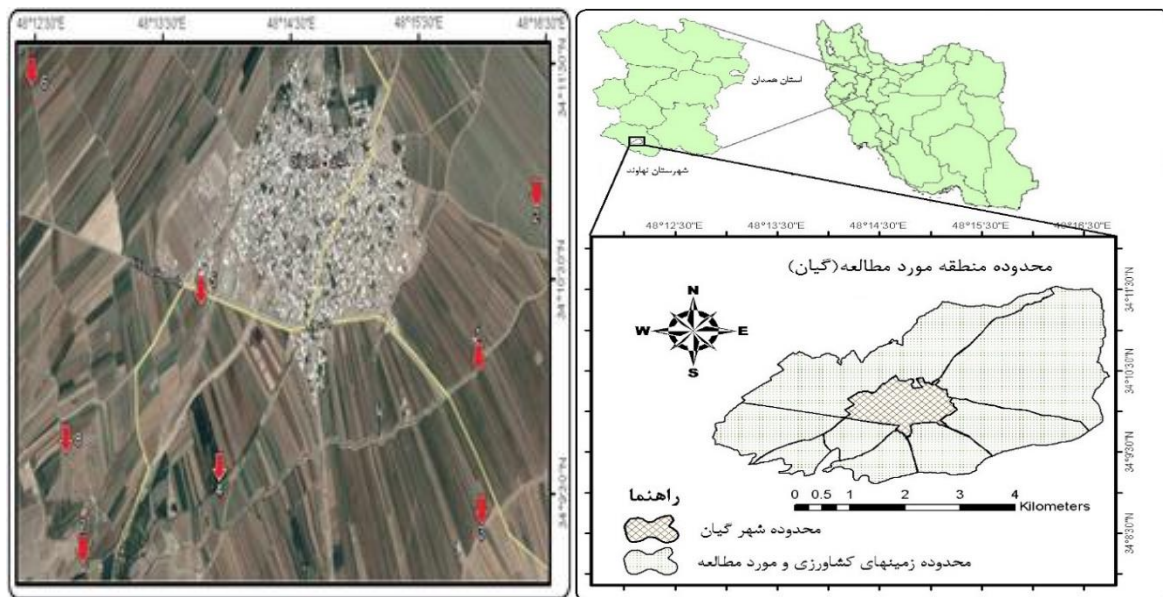 48°12'30"E 48°13'30"E 48°14'30"E 48°15'30"E 48°16'30"E
34°11'30"N
34°10'30"N
34°9'30"N
استان همدان
شهرستان نهاوند
48°12'30"E 48°13'30"E 48°14'30"E 48°15'30"E 48°16'30"E
محدوده منطقه مورد مطالعه(گیان)
N
W E
S
34°11'30"N
34°10'30"N
34°9'30"N
34°8'30"N
راهنما
0 0.5 1 2 3 4
Kilometers
محدوده شهر گیان
محدوده زمینهای کشاورزی و مورد مطالعه